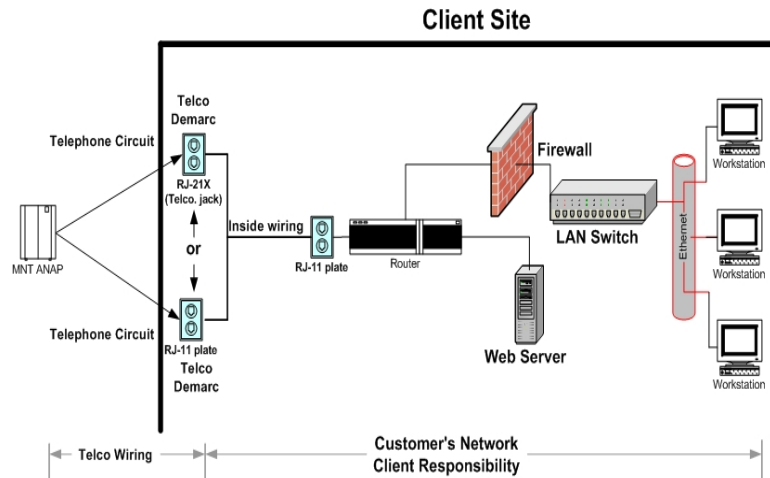 Client Site
Telco
Demarc
Telephone Circuit
RJ-21X
(Telco. jack)
Firewall
Workstation
Inside wiring
LAN Switch
Ethernet
or
RJ-11 plate
Router
MNT ANAP
Workstation
Telephone Circuit
RJ-11 plate
Telco
Demarc
Web Server
Workstation
Telco Wiring
Customer's Network
Client Responsibility